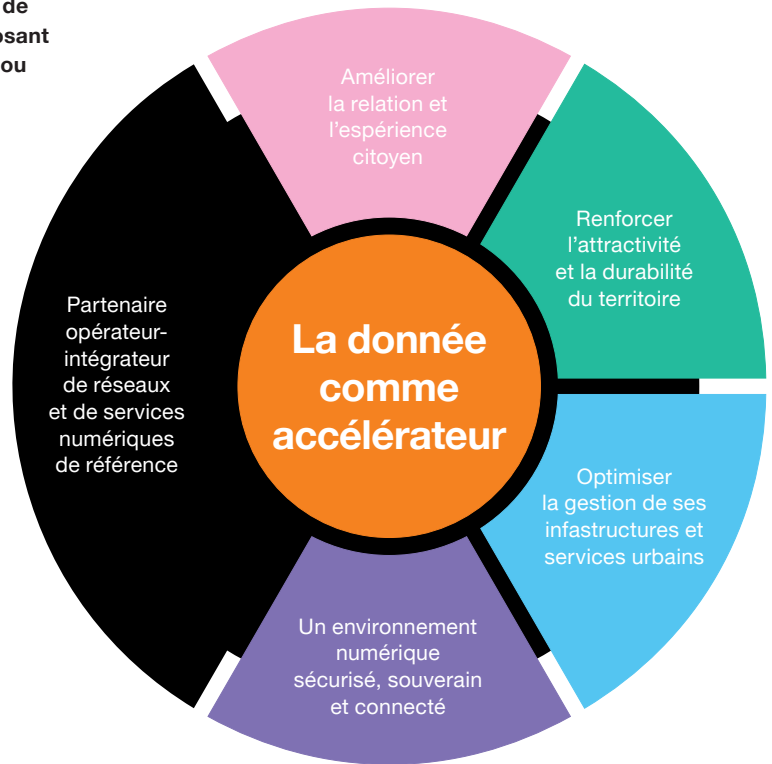 de
osant
ou
Améliorer
la relation et
l'espérience
citoyen
Renforcer
l'attractivité
et la durabilité
du territoire
Partenaire
opérateur-
intégrateur
de réseaux
et de services
numériques
de référence
La donnée
comme
accélérateur
Optimiser
la gestion de ses
infastructures et
services urbains
Un environnement
numérique
sécurisé, souverain
et connecté